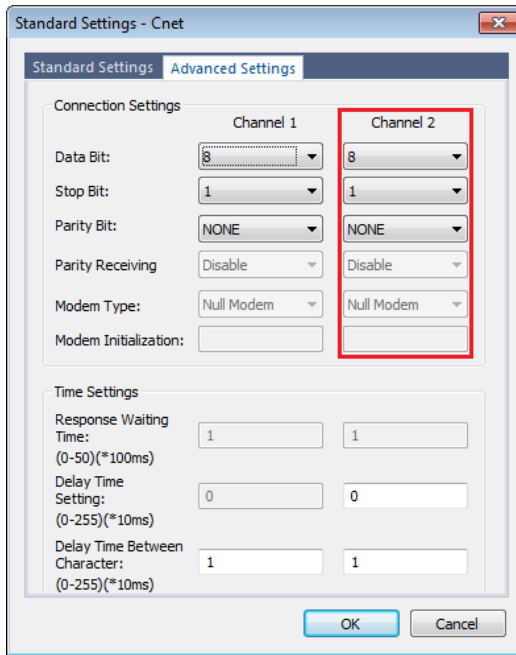 Standard Settings - Cnet
Standard Settings Advanced Settings
Connection Settings
Channel 1 Channel 2
Data Bit: 8 8
Stop Bit: 1 1
Parity Bit: NONE NONE
Parity Receiving Disable Disable
Modem Type: Null Modem Null Modem
Modem Initialization:
Time Settings
Response Waiting
Time: 1 1
(0-50)(*100ms)
Delay Time
Setting: 0 0
(0-255)(*10ms)
Delay Time Between
Character: 1 1
(0-255)(*10ms)
OK Cancel